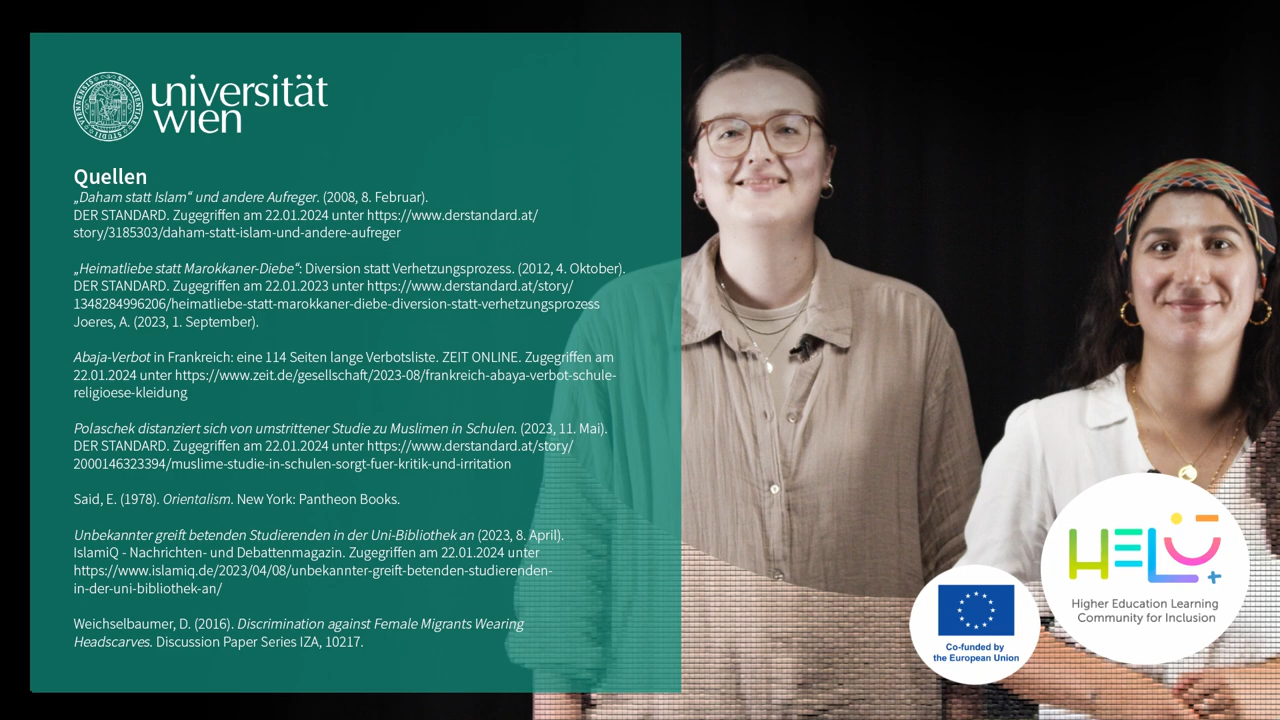 universität
wien
Quellen
„Daham statt Islam“ und andere Aufreger. (2008, 8. Februar).
DER STANDARD. Zugegriffen am 22.01.2024 unter https://www.derstandard.at/
story/3185303/daham-statt-islam-und-andere-aufreger
„Heimatliebe statt Marokkaner-Diebe“: Diversion statt Verhetzungsprozess. (2012, 4. Oktober).
DER STANDARD. Zugegriffen am 22.01.2023 unter https://www.derstandard.at/story/
1348284996206/heimatliebe-statt-marokkaner-diebe-diversion-statt-verhetzungsprozess
Joeres, A. (2023, 1. September).
Abaja-Verbot in Frankreich: eine 114 Seiten lange Verbotsliste. ZEIT ONLINE. Zugegriffen am
22.01.2024 unter https://www.zeit.de/gesellschaft/2023-08/frankreich-abaya-verbot-schule-
religioese-kleidung
Polaschek distanziert sich von umstrittener Studie zu Muslimen in Schulen. (2023, 11. Mai).
DER STANDARD. Zugegriffen am 22.01.2024 unter https://www.derstandard.at/story/
2000146323394/muslime-studie-in-schulen-sorgt-fuer-kritik-und-irritation
Said, E. (1978). Orientalism. New York: Pantheon Books.
Unbekannter greift betenden Studierenden in der Uni-Bibliothek an (2023, 8. April).
IslamiQ - Nachrichten- und Debattenmagazin. Zugegriffen am 22.01.2024 unter
https://www.islamiq.de/2023/04/08/unbekannter-greift-betenden-studierenden-
in-der-uni-bibliothek-an/
Weichselbaumer, D. (2016). Discrimination against Female Migrants Wearing
Headscarves. Discussion Paper Series IZA, 10217.
Co-funded by
the European Union
HELC+
Higher Education Learning
Community for Inclusion